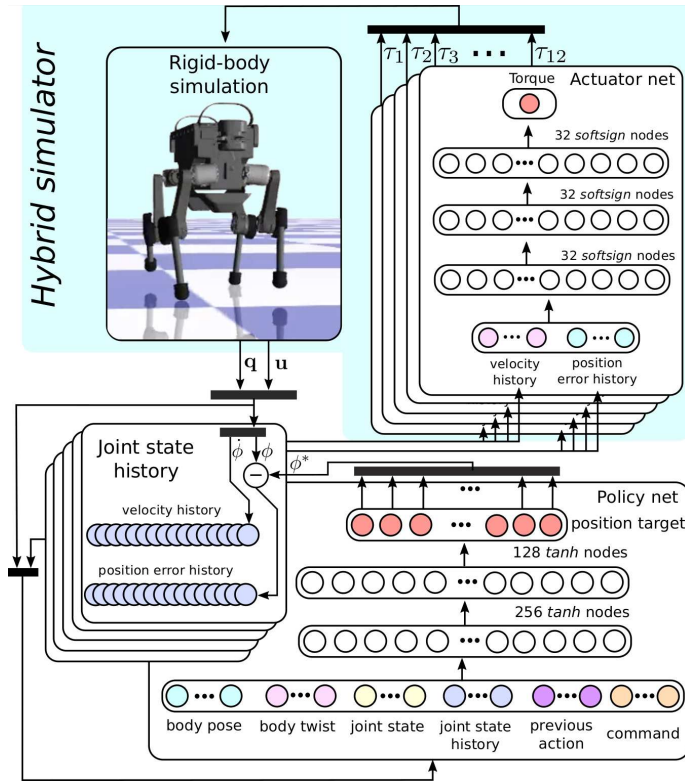 Hybrid simulator
Rigid-body
simulation
τ1 τ2 τ3 ... τ12
Actuator net
Torque
32 softsign nodes
32 softsign nodes
32 softsign nodes
velocity
history
position
error history
q u
Joint state
history
ϕ̇ ϕ
−
ϕ*
velocity history
position error history
Policy net
position target
128 tanh nodes
256 tanh nodes
body pose
body twist
joint state
joint state
history
previous
action
command